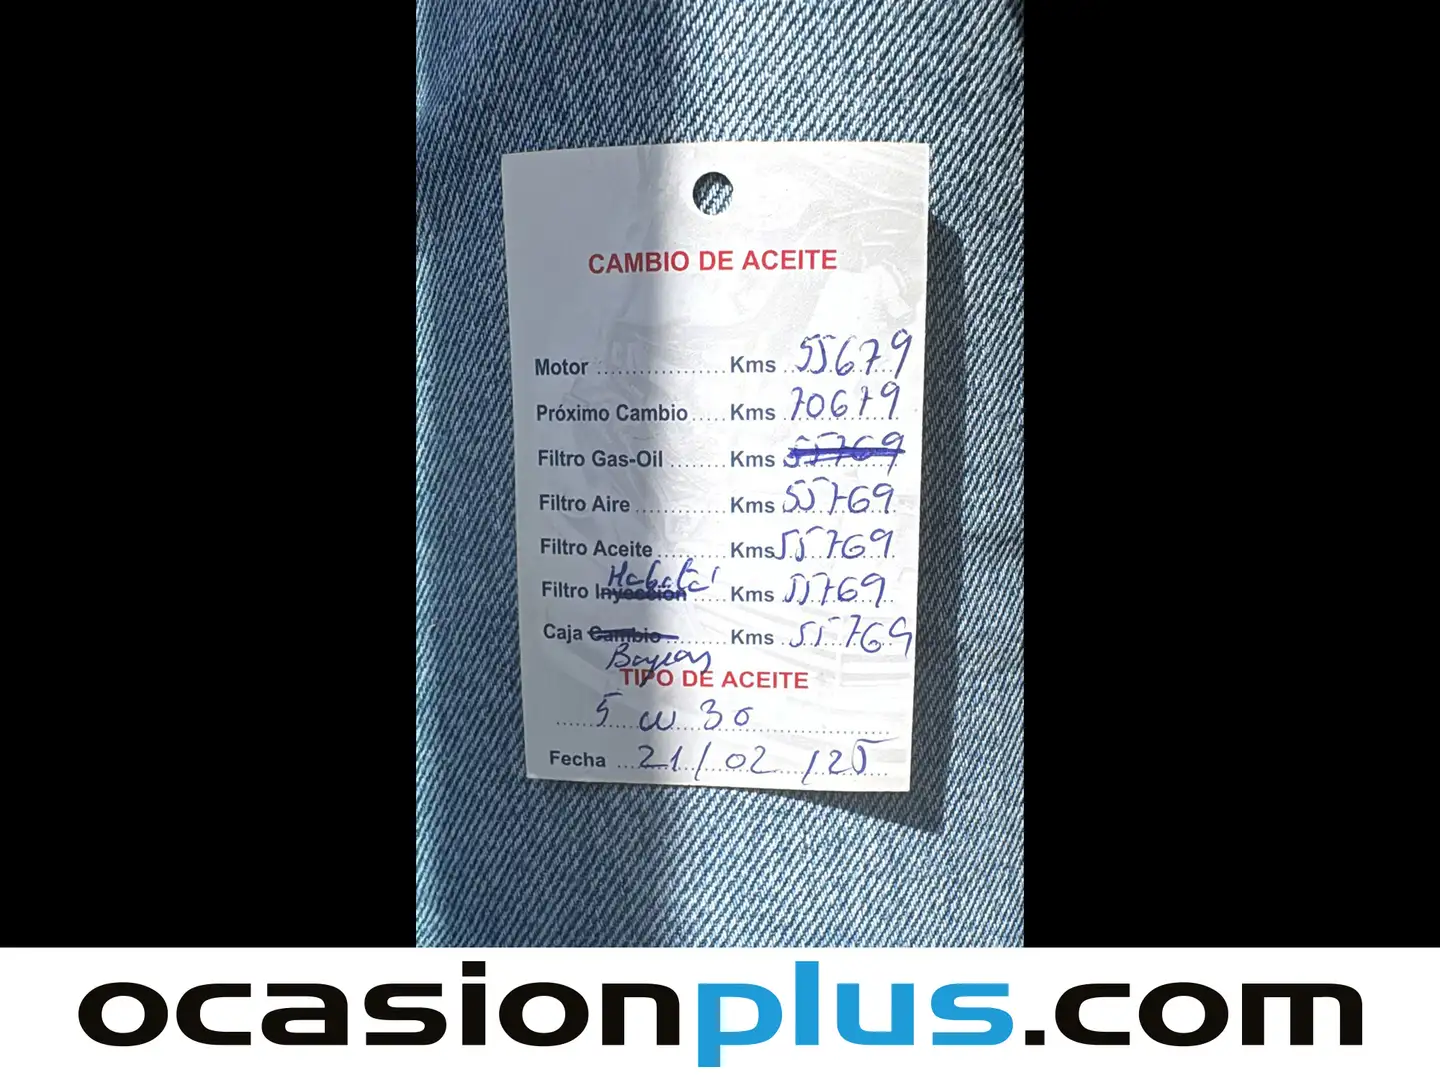 CAMBIO DE ACEITE
Motor .................. Kms 55679
Próximo Cambio ..... Kms 70679
Filtro Gas-Oil ........ Kms 55769
Filtro Aire ............. Kms 55769
Filtro Aceite .......... Kms 55769
Filtro Inyección ..... Kms 55769
Caja Cambio ......... Kms 55769
TIPO DE ACEITE
5 W 30
Fecha 21/02/25
ocasionplus.com